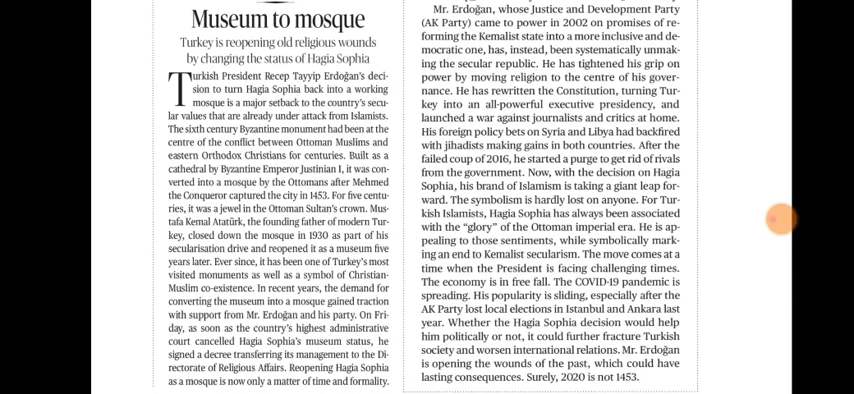 Museum to mosque
Turkey is reopening old religious wounds
by changing the status of Hagia Sophia
Turkish President Recep Tayyip Erdoğan's deci-
sion to turn Hagia Sophia back into a working
mosque is a major setback to the country's secu-
lar values that are already under attack from Islamists.
The sixth century Byzantine monument had been at the
centre of the conflict between Ottoman Muslims and
eastern Orthodox Christians for centuries. Built as a
cathedral by Byzantine Emperor Justinian I, it was con-
verted into a mosque by the Ottomans after Mehmed
the Conqueror captured the city in 1453. For five centu-
ries, it was a jewel in the Ottoman Sultan's crown. Mus-
tafa Kemal Atatürk, the founding father of modern Tur-
key, closed down the mosque in 1930 as part of his
secularisation drive and reopened it as a museum five
years later. Ever since, it has been one of Turkey's most
visited monuments as well as a symbol of Christian-
Muslim co-existence. In recent years, the demand for
converting the museum into a mosque gained traction
with support from Mr. Erdoğan and his party. On Fri-
day, as soon as the country's highest administrative
court cancelled Hagia Sophia's museum status, he
signed a decree transferring its management to the Di-
rectorate of Religious Affairs. Reopening Hagia Sophia
as a mosque is now only a matter of time and formality.
Mr. Erdoğan, whose Justice and Development Party
(AK Party) came to power in 2002 on promises of re-
forming the Kemalist state into a more inclusive and de-
mocratic one, has, instead, been systematically unmak-
ing the secular republic. He has tightened his grip on
power by moving religion to the centre of his gover-
nance. He has rewritten the Constitution, turning Tur-
key into an all-powerful executive presidency, and
launched a war against journalists and critics at home.
His foreign policy bets on Syria and Libya had backfired
with jihadists making gains in both countries. After the
failed coup of 2016, he started a purge to get rid of rivals
from the government. Now, with the decision on Hagia
Sophia, his brand of Islamism is taking a giant leap for-
ward. The symbolism is hardly lost on anyone. For Tur-
kish Islamists, Hagia Sophia has always been associated
with the "glory" of the Ottoman imperial era. He is ap-
pealing to those sentiments, while symbolically mark-
ing an end to Kemalist secularism. The move comes at a
time when the President is facing challenging times.
The economy is in free fall. The COVID-19 pandemic is
spreading. His popularity is sliding, especially after the
AK Party lost local elections in Istanbul and Ankara last
year. Whether the Hagia Sophia decision would help
him politically or not, it could further fracture Turkish
society and worsen international relations. Mr. Erdoğan
is opening the wounds of the past, which could have
lasting consequences. Surely, 2020 is not 1453.